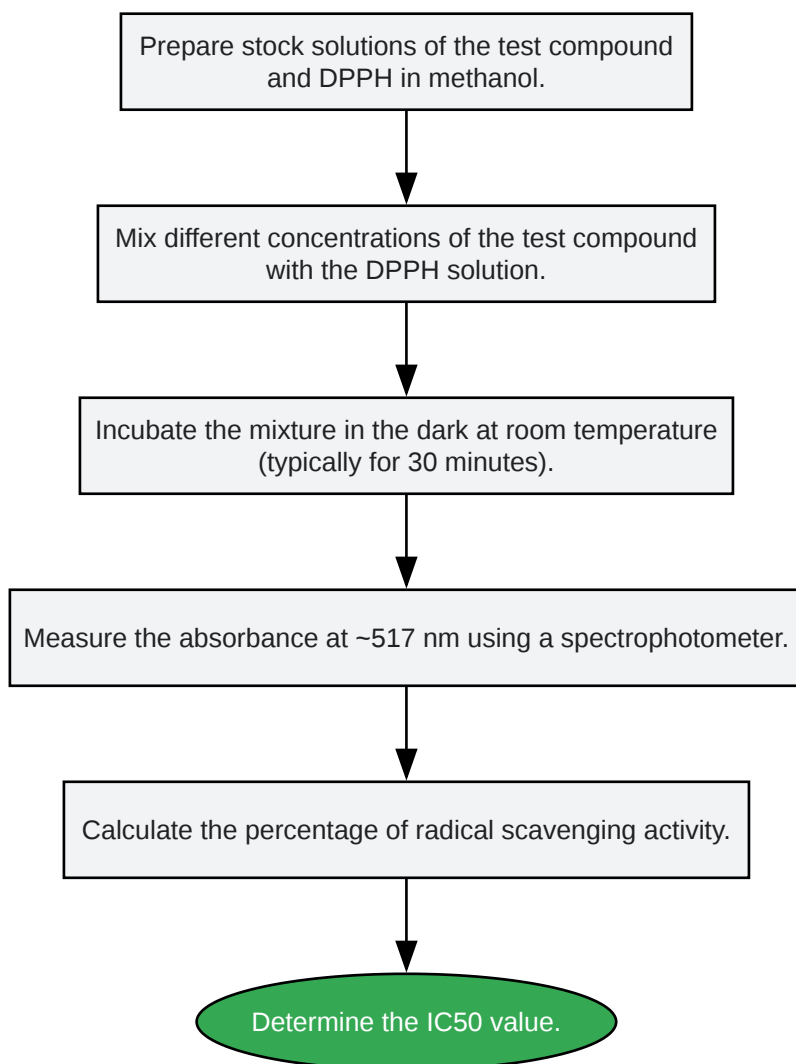 Prepare stock solutions of the test compound
and DPPH in methanol.
Mix different concentrations of the test compound
with the DPPH solution.
Incubate the mixture in the dark at room temperature
(typically for 30 minutes).
Measure the absorbance at ~517 nm using a spectrophotometer.
Calculate the percentage of radical scavenging activity.
Determine the IC50 value.